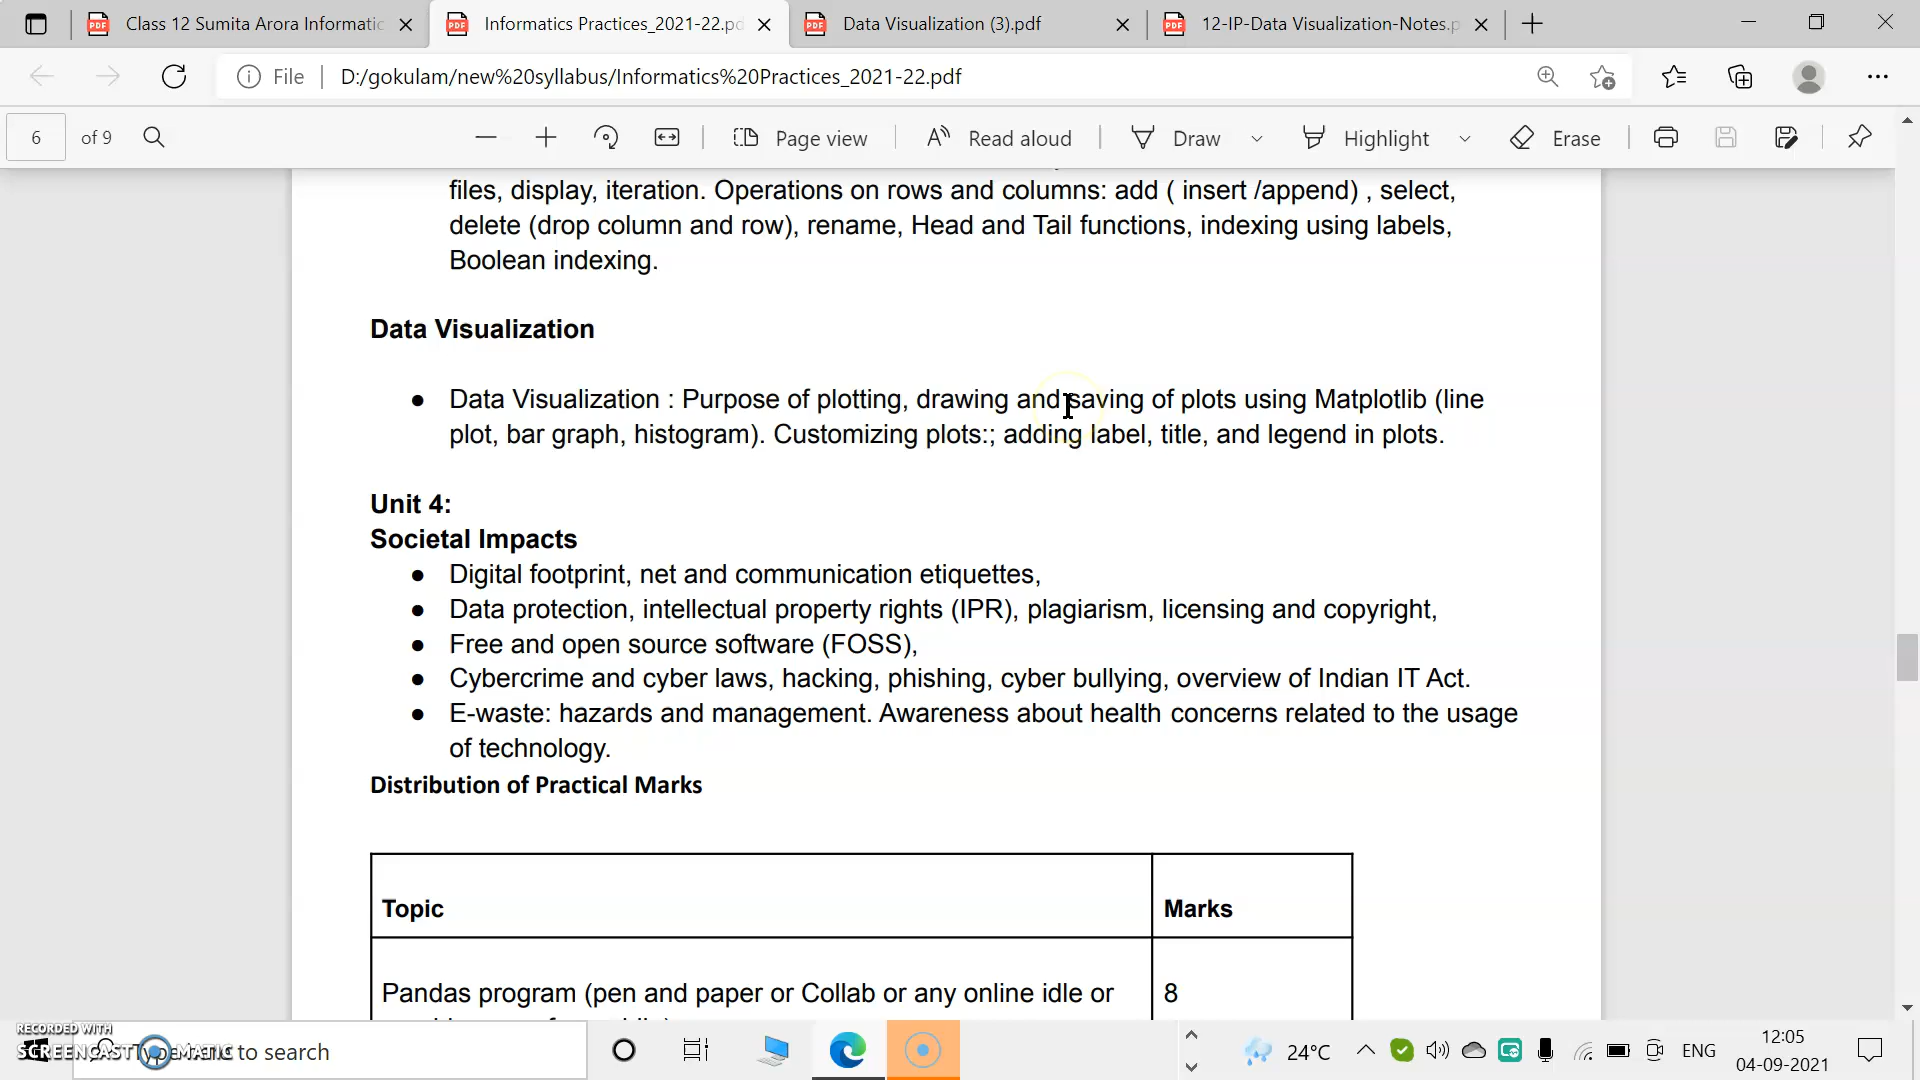 Class 12 Sumita Arora Informatic
Informatics Practices_2021-22.pd
Data Visualization (3).pdf
12-IP-Data Visualization-Notes.p
File
D:/gokulam/new%20syllabus/Informatics%20Practices_2021-22.pdf
6 of 9
Page view
Read aloud
Draw
Highlight
Erase
files, display, iteration. Operations on rows and columns: add ( insert /append) , select,
delete (drop column and row), rename, Head and Tail functions, indexing using labels,
Boolean indexing.
Data Visualization
● Data Visualization : Purpose of plotting, drawing and saving of plots using Matplotlib (line
plot, bar graph, histogram). Customizing plots:; adding label, title, and legend in plots.
Unit 4:
Societal Impacts
● Digital footprint, net and communication etiquettes,
● Data protection, intellectual property rights (IPR), plagiarism, licensing and copyright,
● Free and open source software (FOSS),
● Cybercrime and cyber laws, hacking, phishing, cyber bullying, overview of Indian IT Act.
● E-waste: hazards and management. Awareness about health concerns related to the usage
of technology.
Distribution of Practical Marks
Topic Marks
Pandas program (pen and paper or Collab or any online idle or 8
RECORDED WITH
SCREENCAST MATIC
to search
24°C
ENG
12:05
04-09-2021